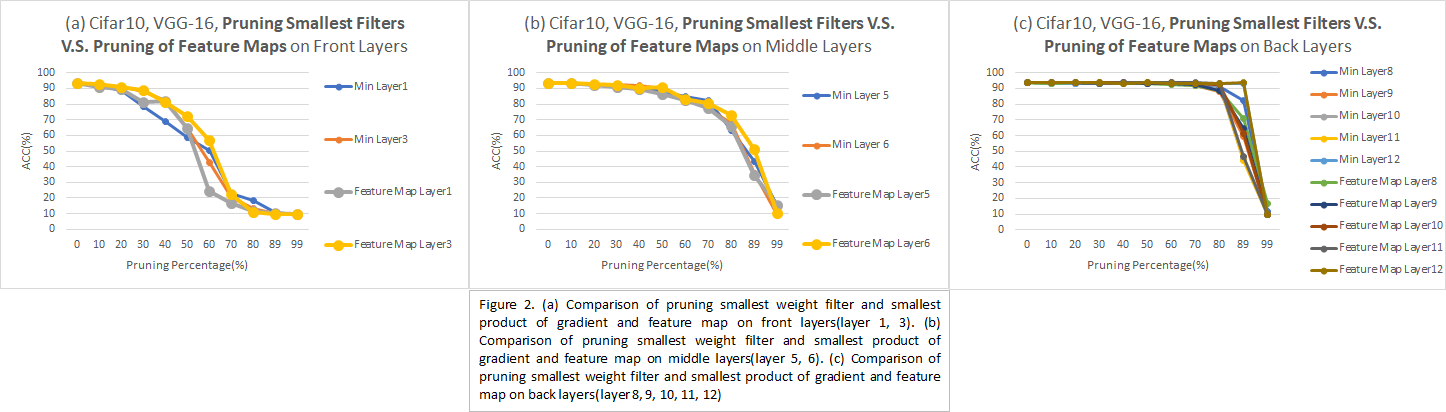 (a) Cifar10, VGG-16, Pruning Smallest Filters
V.S. Pruning of Feature Maps on Front Layers
100
90
80
70
60
50
40
30
20
10
0
ACC(%)
0 10 20 30 40 50 60 70 80 89 99
Pruning Percentage(%)
Min Layer1
Min Layer3
Feature Map Layer1
Feature Map Layer3
(b) Cifar10, VGG-16, Pruning Smallest Filters V.S.
Pruning of Feature Maps on Middle Layers
100
90
80
70
60
50
40
30
20
10
0
ACC(%)
0 10 20 30 40 50 60 70 80 89 99
Pruning Percentage(%)
Min Layer 5
Min Layer 6
Feature Map Layer5
Feature Map Layer6
(c) Cifar10, VGG-16, Pruning Smallest Filters V.S.
Pruning of Feature Maps on Back Layers
100
90
80
70
60
50
40
30
20
10
0
ACC(%)
0 10 20 30 40 50 60 70 80 89 99
Pruning Percentage(%)
Min Layer8
Min Layer9
Min Layer10
Min Layer11
Min Layer12
Feature Map Layer8
Feature Map Layer9
Feature Map Layer10
Feature Map Layer11
Feature Map Layer12
Figure 2. (a) Comparison of pruning smallest weight filter and smallest
product of gradient and feature map on front layers(layer 1, 3). (b)
Comparison of pruning smallest weight filter and smallest product of
gradient and feature map on middle layers(layer 5, 6). (c) Comparison of
pruning smallest weight filter and smallest product of gradient and feature
map on back layers(layer 8, 9, 10, 11, 12)